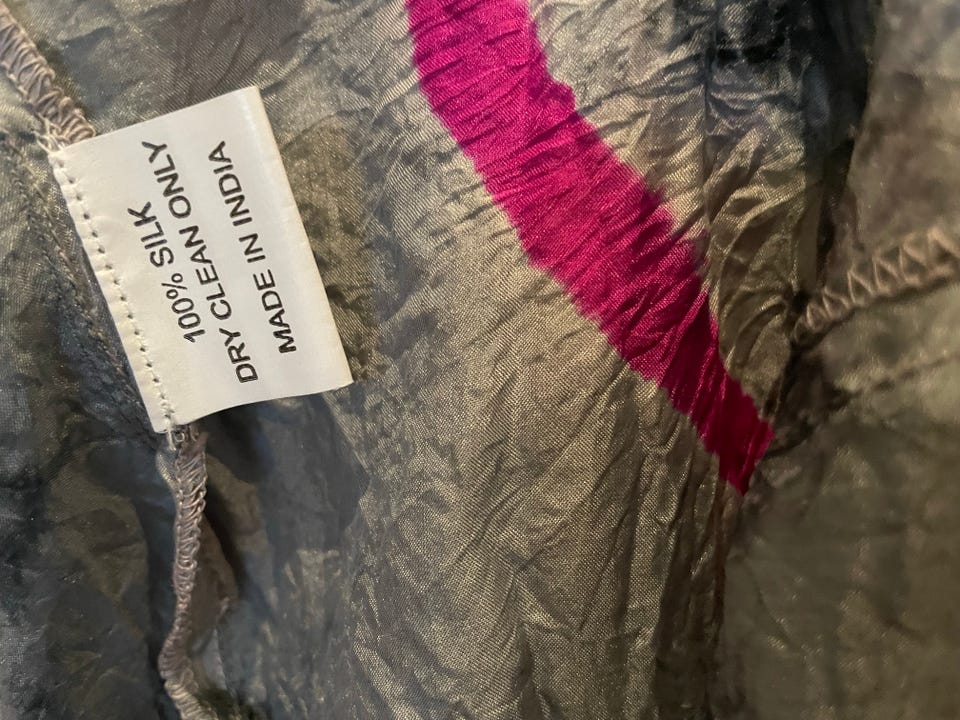 100% SILK
DRY CLEAN ONLY
MADE IN INDIA